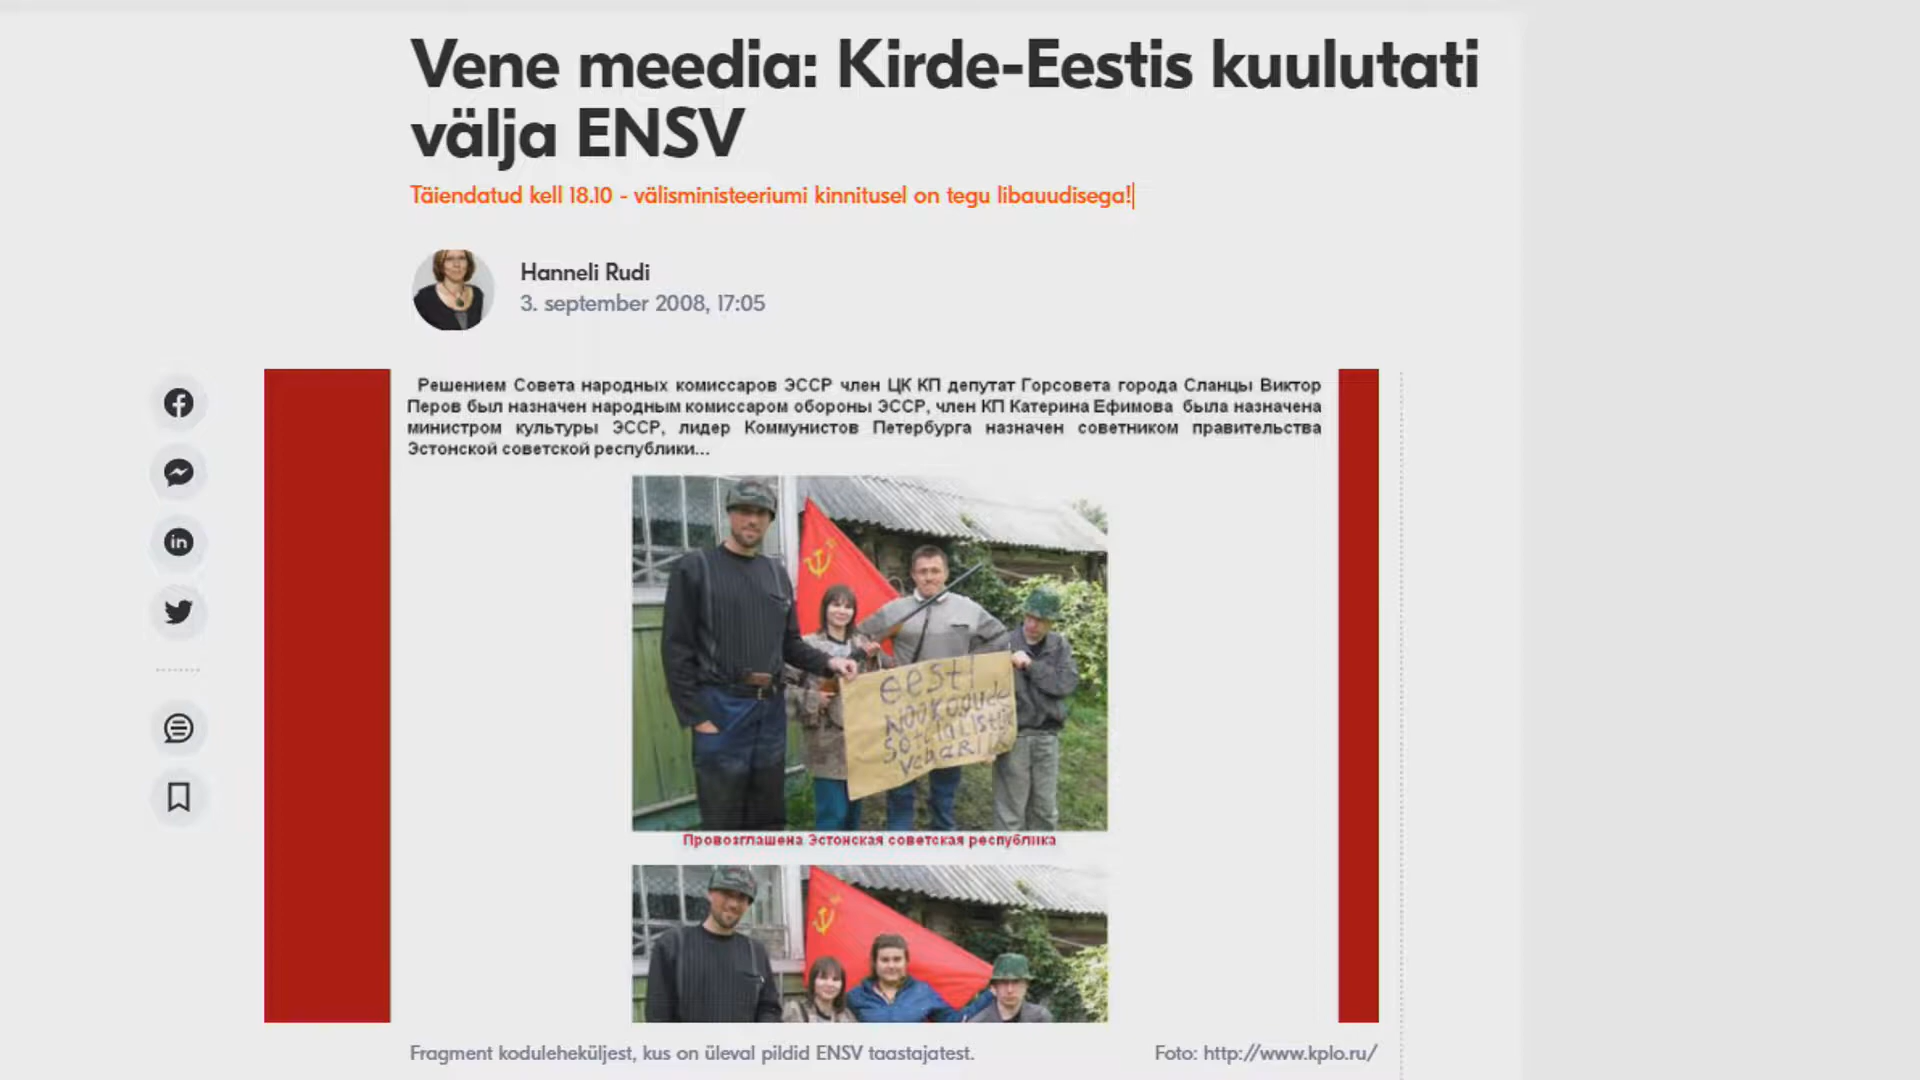 Vene meedia: Kirde-Eestis kuulutati
välja ENSV
Täiendatud kell 18.10 - välisministeeriumi kinnitusel on tegu libauudisega!
Hanneli Rudi
3. september 2008, 17:05
Решением Совета народных комиссаров ЭССР член ЦК КП депутат Горсовета города Сланцы Виктор
Перов был назначен народным комиссаром обороны ЭССР, член КП Катерина Ефимова была назначена
министром культуры ЭССР, лидер Коммунистов Петербурга назначен советником правительства
Эстонской советской республики...
eesti
NÕUKOGUDE
SOTSIALISTLIK
VABARIIK
Провозглашена Эстонская советская республика
Fragment koduleheküljest, kus on üleval pildid ENSV taastajatest.
Foto: http://www.kplo.ru/